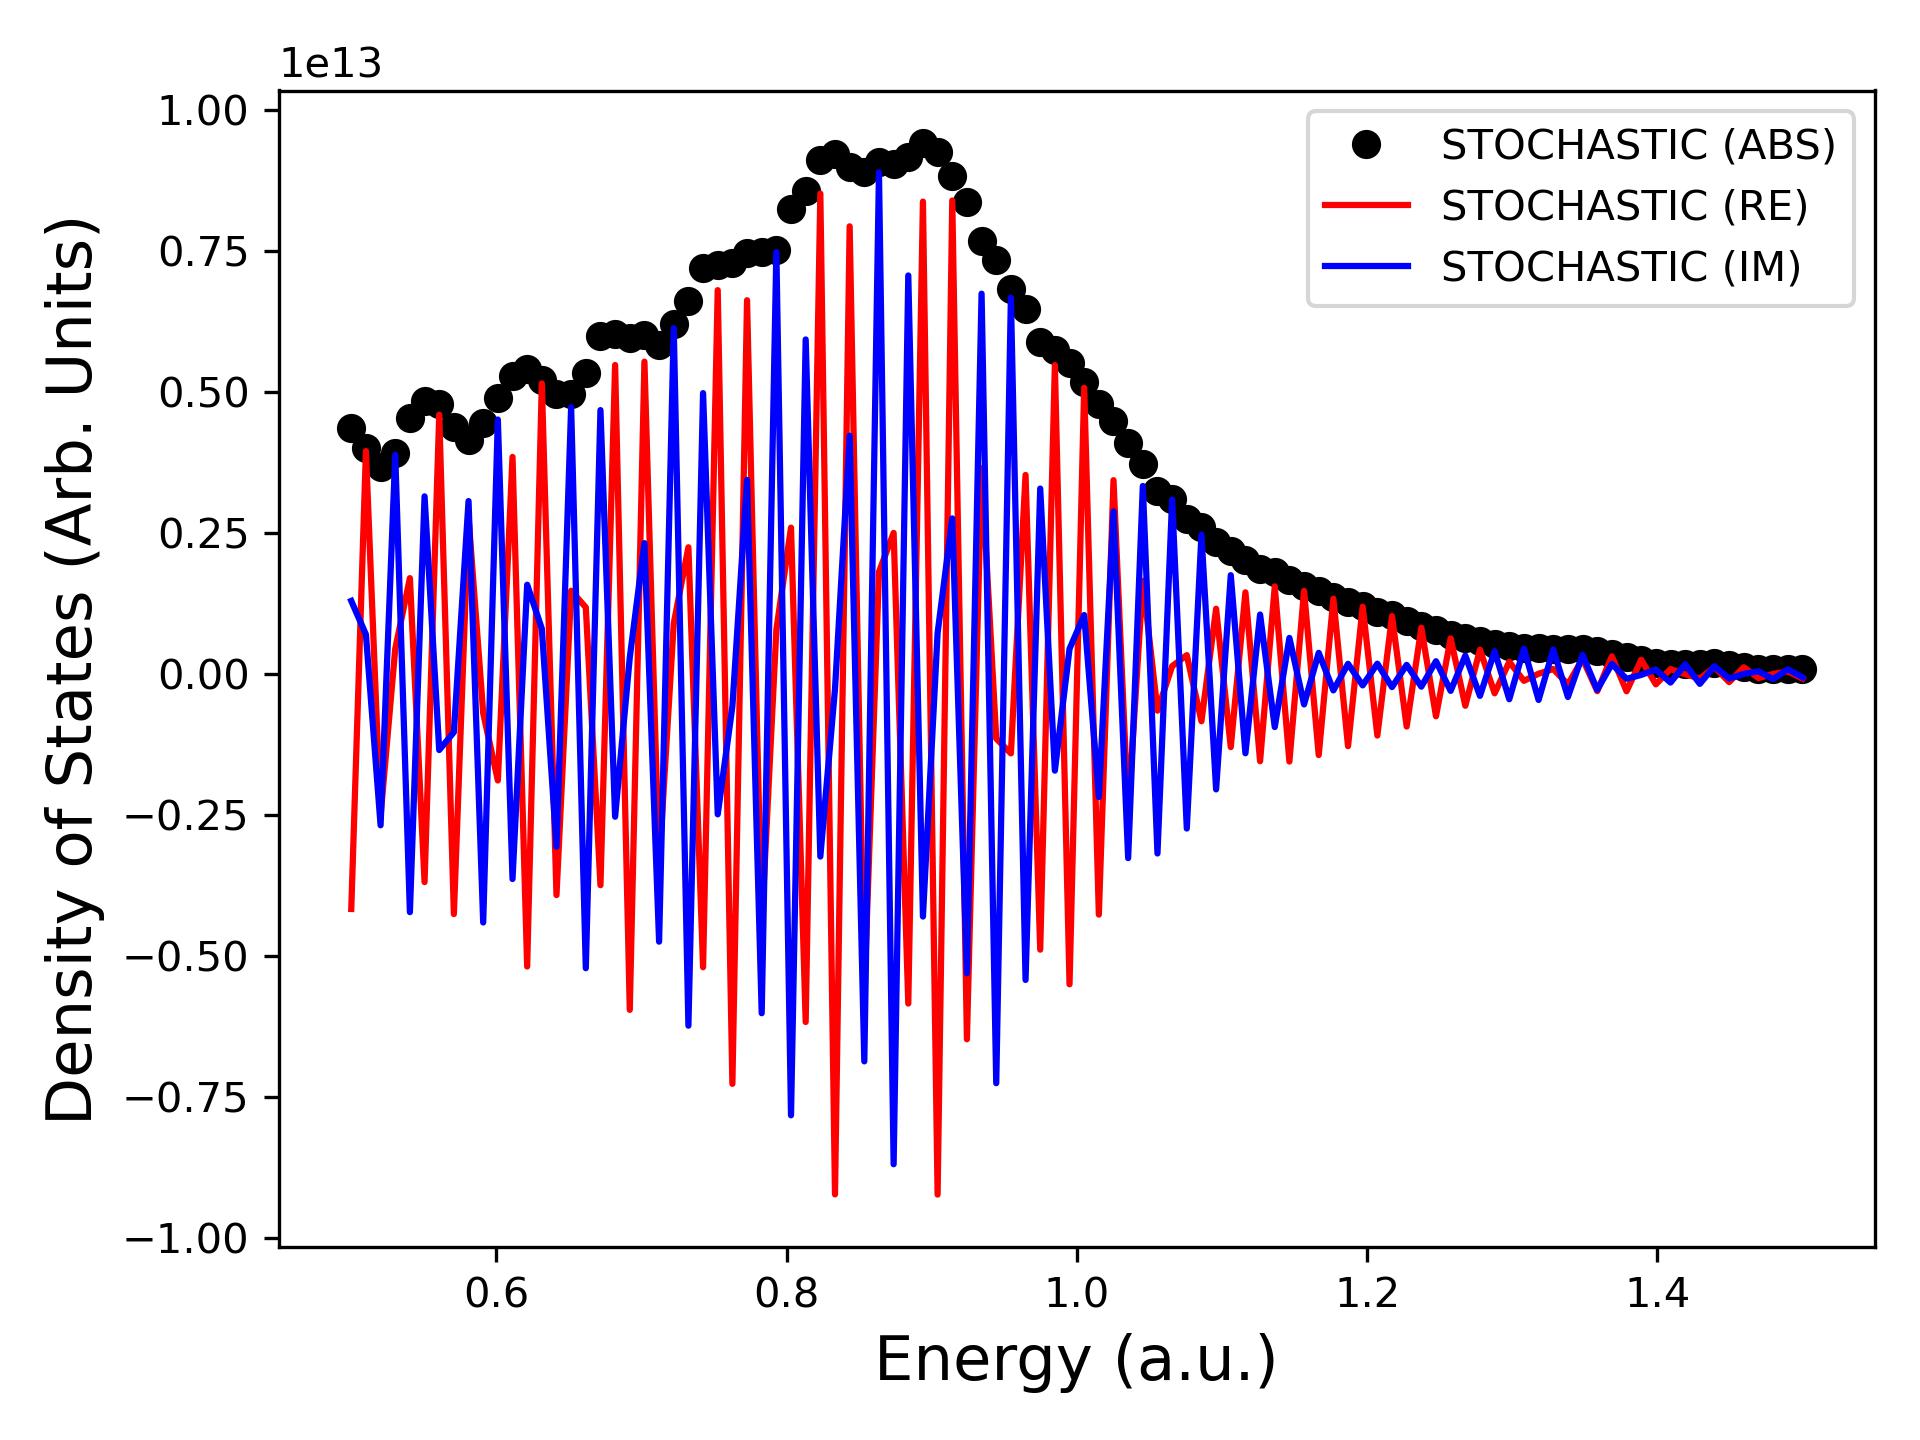 1e13
1.00
0.75
0.50
0.25
0.00
−0.25
−0.50
−0.75
−1.00
Density of States (Arb. Units)
STOCHASTIC (ABS)
STOCHASTIC (RE)
STOCHASTIC (IM)
0.6
0.8
1.0
1.2
1.4
Energy (a.u.)